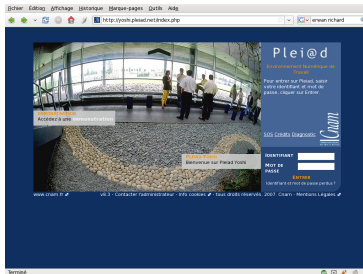 Fichier Édition Affichage Historique Marque-pages Outils Aide
http://yoshi.pleiad.net/index.php
erwan richard
Plei@d
Environnement Numérique de
Travail
Pour entrer sur Pleiad, saisir
votre identifiant et mot de
passe, cliquer sur Entrer.
SOS Crédits Diagnostic
Cnam
Accédez à une démonstration
Bienvenue sur Pleiad Yoshi
IDENTIFIANT
MOT DE
PASSE
ENTRER
Identifiant et mot de passe perdus ?
www.cnam.fr v8.3 - Contacter l'administrateur - Info cookies - tous droits réservés 2007 Cnam - Mentions Légales
Terminé